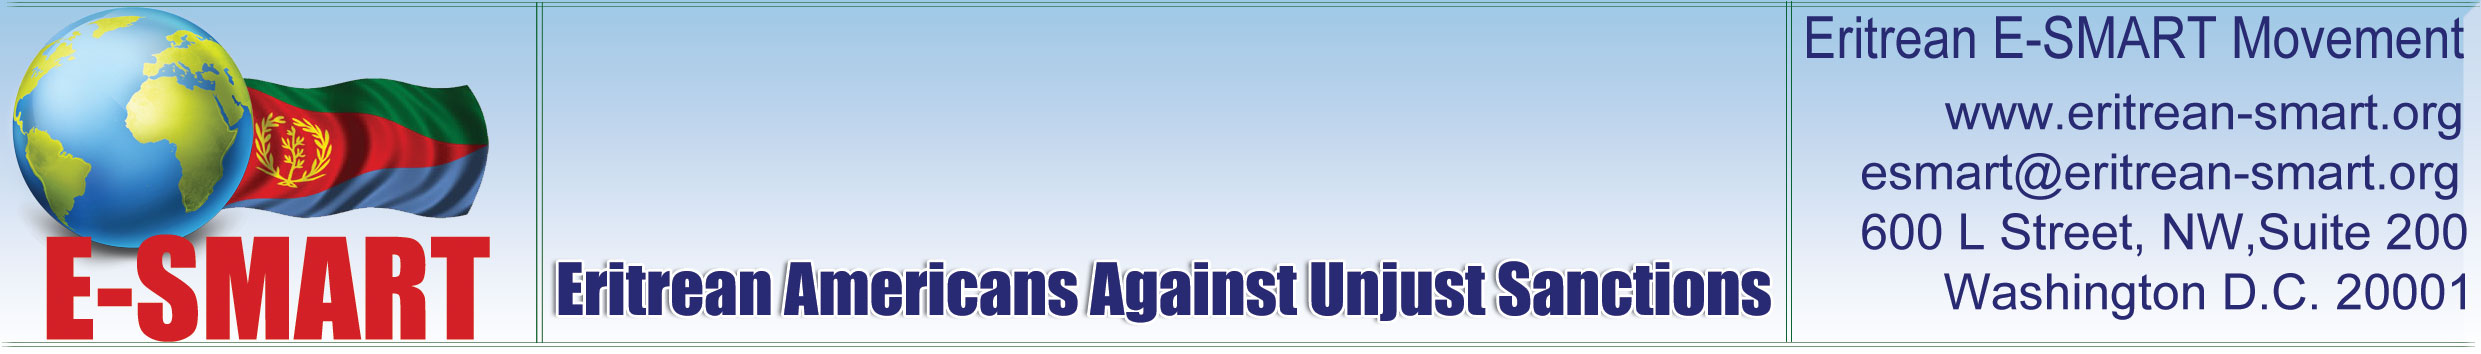 E-SMART
Eritrean Americans Against Unjust Sanctions
Eritrean E-SMART Movement
www.eritrean-smart.org
esmart@eritrean-smart.org
600 L Street, NW,Suite 200
Washington D.C. 20001